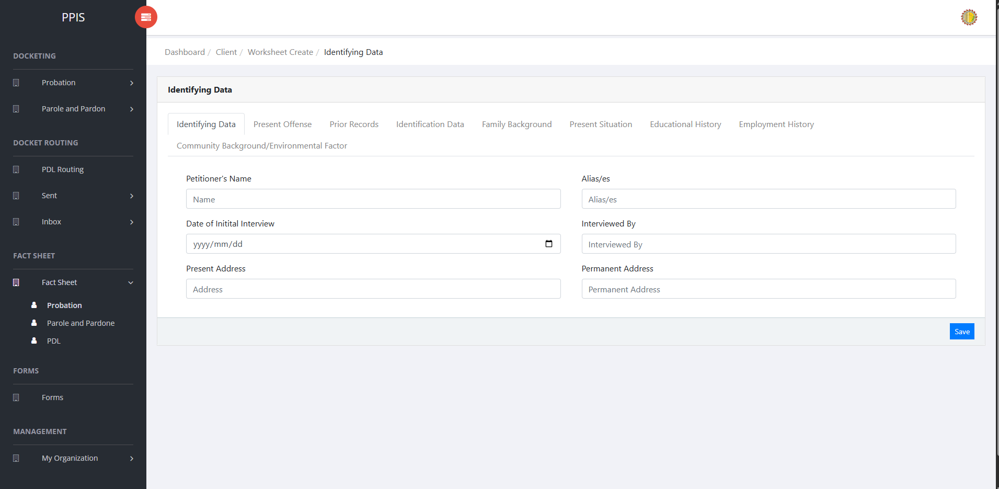 PPIS
DOCKETING
Probation
Parole and Pardon
DOCKET ROUTING
PDL Routing
Sent
Inbox
FACT SHEET
Fact Sheet
Probation
Parole and Pardone
PDL
FORMS
Forms
MANAGEMENT
My Organization
Dashboard / Client / Worksheet Create / Identifying Data
Identifying Data
Identifying Data Present Offense Prior Records Identification Data Family Background Present Situation Educational History Employment History
Community Background/Environmental Factor
Petitioner's Name Alias/es
Name Alias/es
Date of Initital Interview Interviewed By
yyyy/mm/dd Interviewed By
Present Address Permanent Address
Address Permanent Address
Save